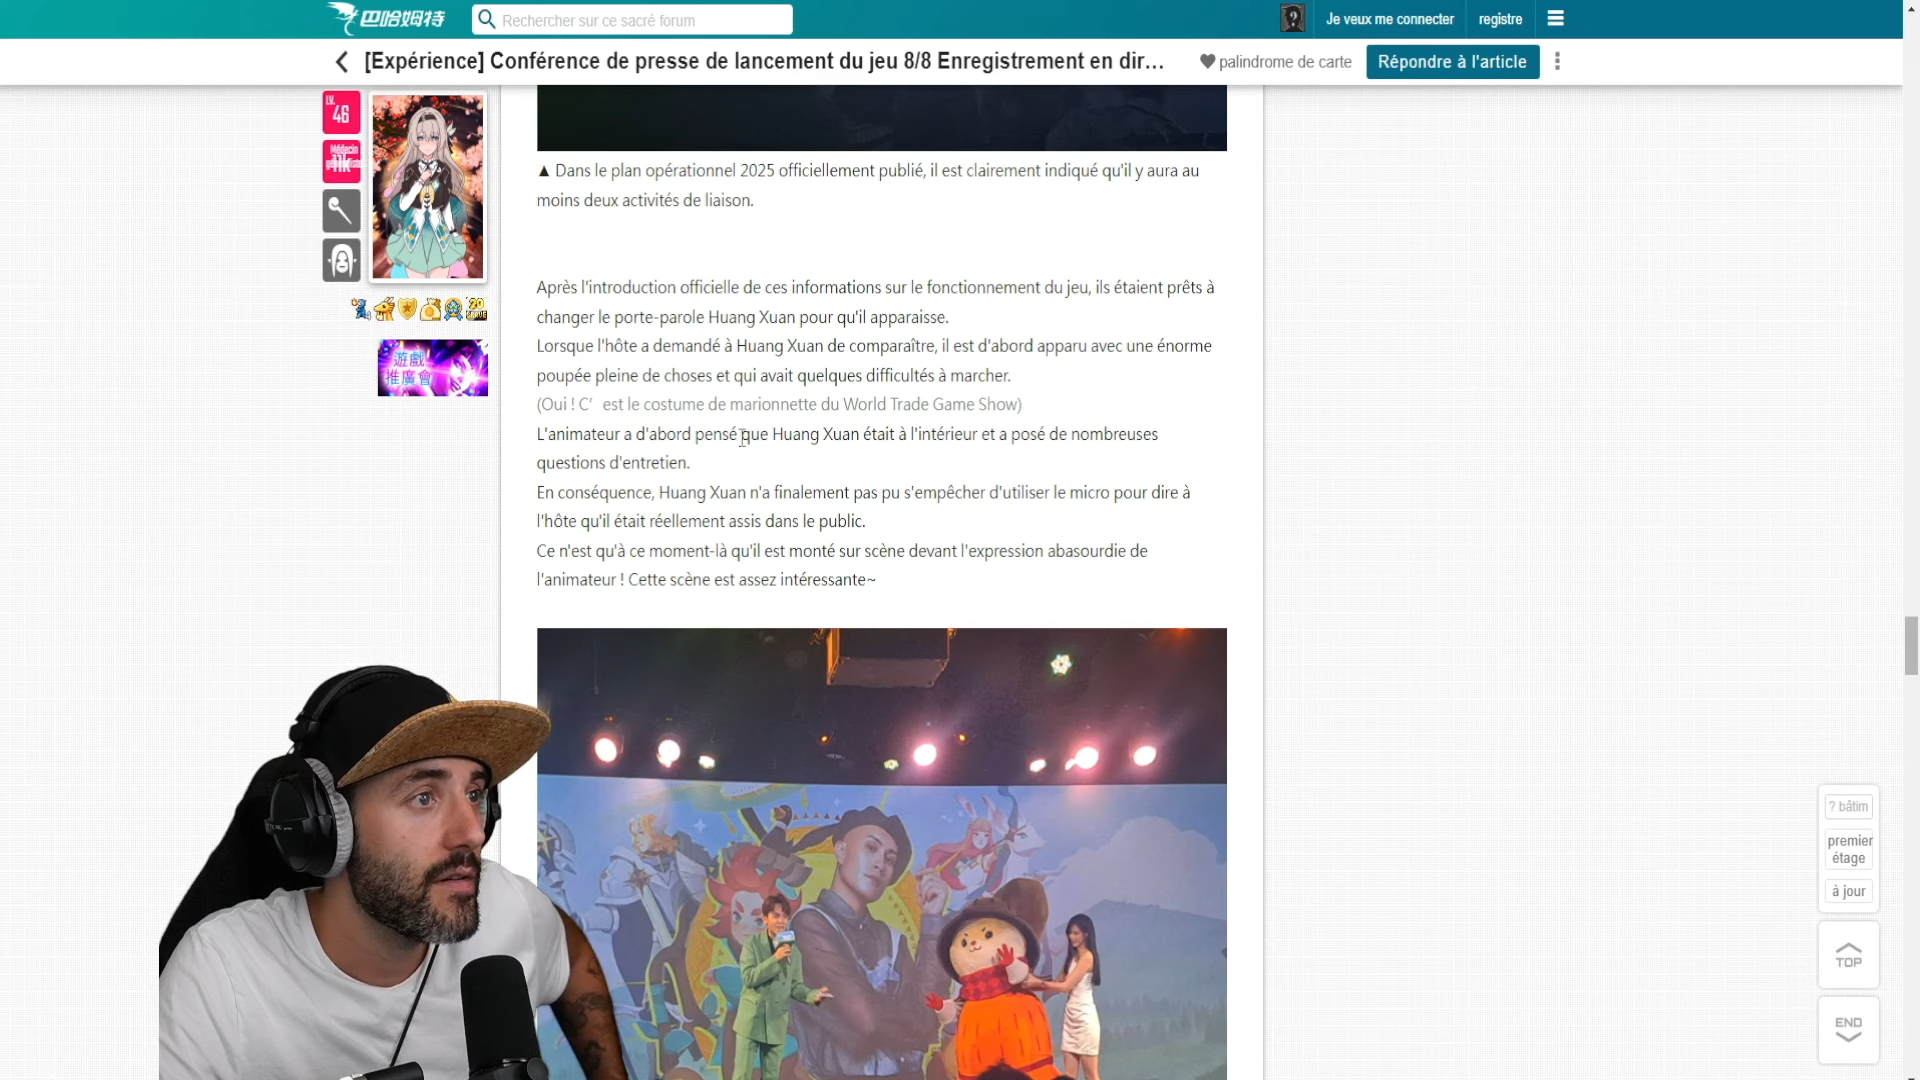 巴哈姆特
Rechercher sur ce sacré forum
Je veux me connecter
registre
[Expérience] Conférence de presse de lancement du jeu 8/8 Enregistrement en dir...
palindrome de carte
Répondre à l'article
LV.
46
Médecin
▲ Dans le plan opérationnel 2025 officiellement publié, il est clairement indiqué qu'il y aura au
moins deux activités de liaison.
Après l'introduction officielle de ces informations sur le fonctionnement du jeu, ils étaient prêts à
changer le porte-parole Huang Xuan pour qu'il apparaisse.
Lorsque l'hôte a demandé à Huang Xuan de comparaître, il est d'abord apparu avec une énorme
poupée pleine de choses et qui avait quelques difficultés à marcher.
(Oui ! C’est le costume de marionnette du World Trade Game Show)
L'animateur a d'abord pensé que Huang Xuan était à l'intérieur et a posé de nombreuses
questions d'entretien.
En conséquence, Huang Xuan n'a finalement pas pu s'empêcher d'utiliser le micro pour dire à
l'hôte qu'il était réellement assis dans le public.
Ce n'est qu'à ce moment-là qu'il est monté sur scène devant l'expression abasourdie de
l'animateur ! Cette scène est assez intéressante~
20
遊戲
推廣會
? bâtim
premier
étage
à jour
TOP
END